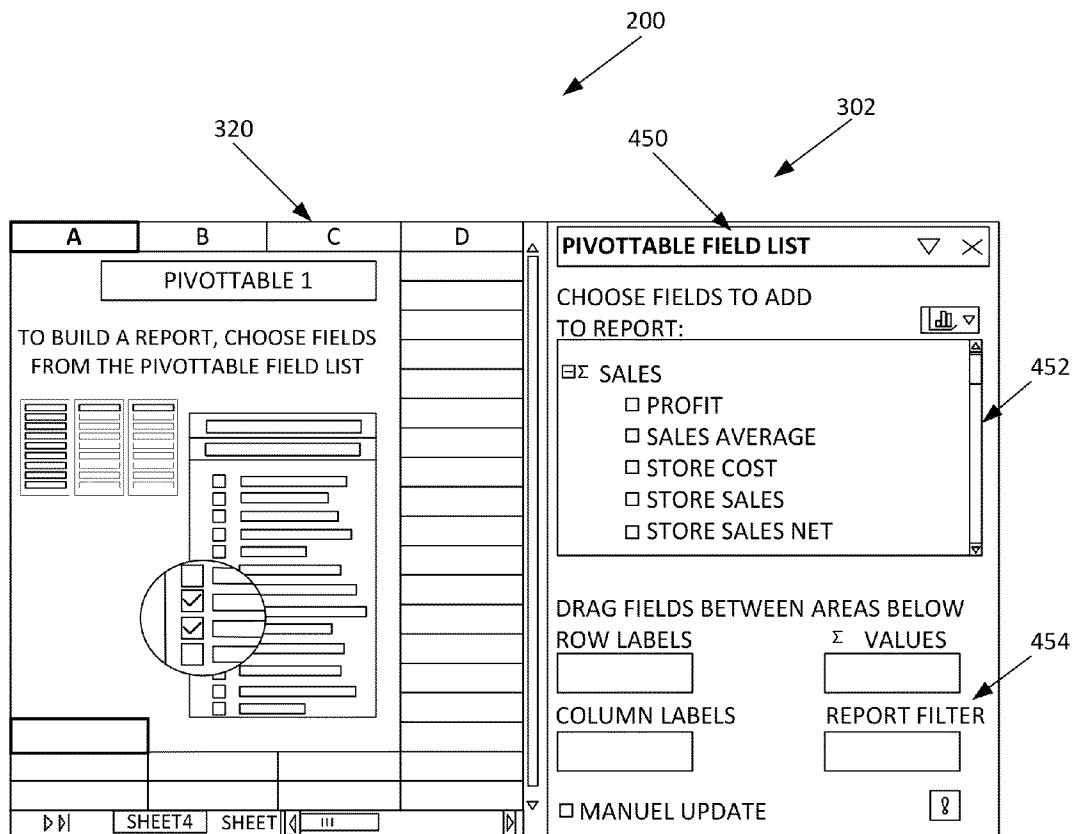 200
302
320
450
A B C D
PIVOTTABLE 1
TO BUILD A REPORT, CHOOSE FIELDS
FROM THE PIVOTTABLE FIELD LIST
SHEET4 SHEET
PIVOTTABLE FIELD LIST
CHOOSE FIELDS TO ADD
TO REPORT:
Σ SALES
PROFIT
SALES AVERAGE
STORE COST
STORE SALES
STORE SALES NET
452
DRAG FIELDS BETWEEN AREAS BELOW
ROW LABELS Σ VALUES
454
COLUMN LABELS REPORT FILTER
MANUEL UPDATE